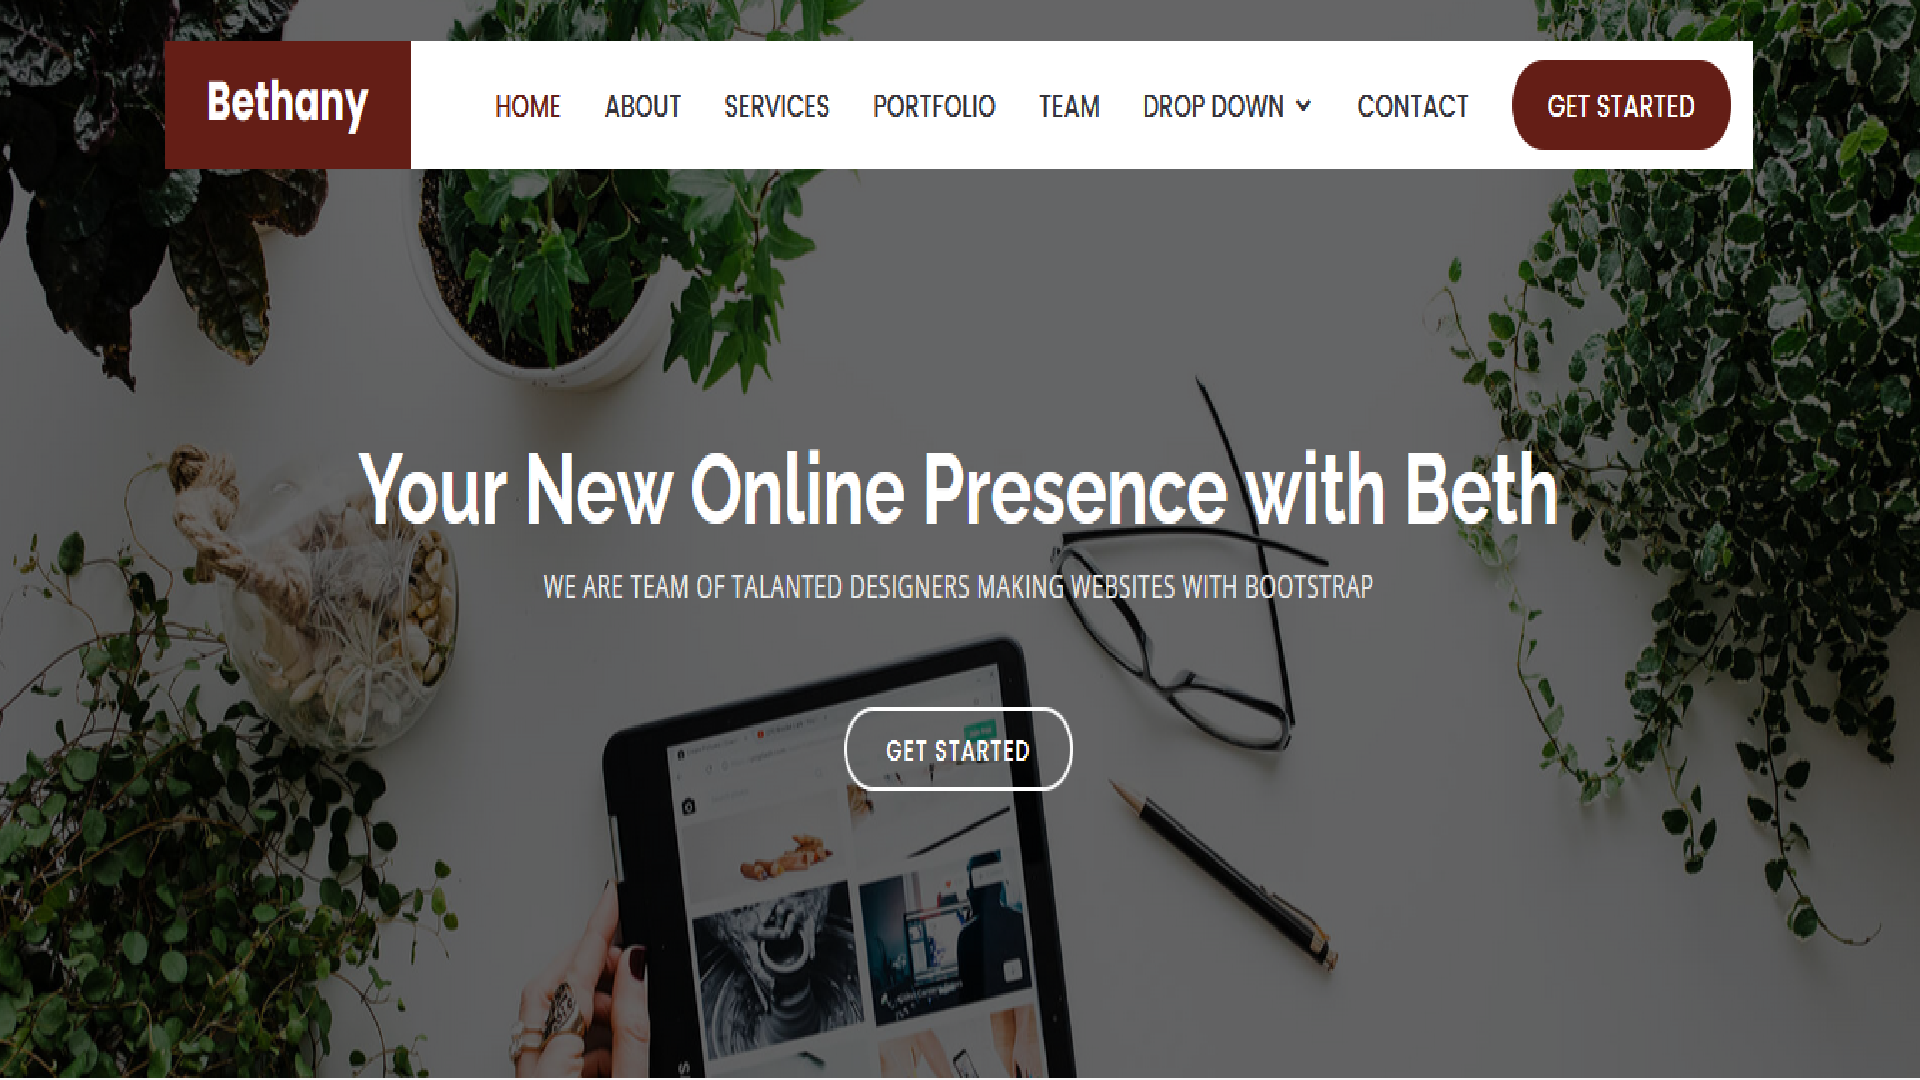 Bethany
HOME ABOUT SERVICES PORTFOLIO TEAM DROP DOWN CONTACT GET STARTED
Your New Online Presence with Beth
WE ARE TEAM OF TALANTED DESIGNERS MAKING WEBSITES WITH BOOTSTRAP
GET STARTED